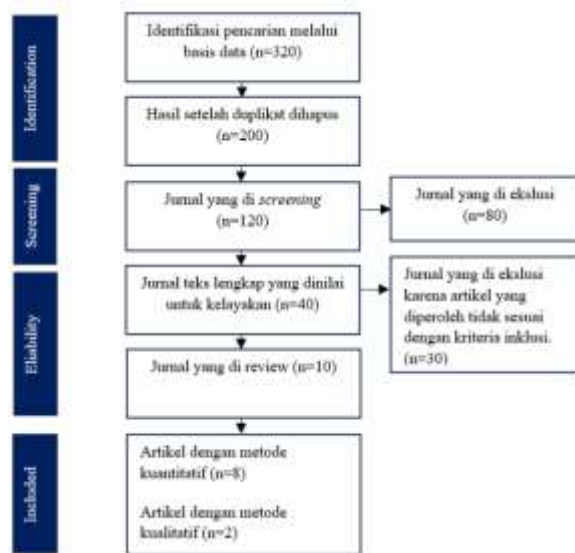 Identification
Identifikasi pencarian melalui
basis data (n=320)
Hasil setelah duplikat dihapus
(n=200)
Screening
Jurnal yang di screening
(n=120)
Jurnal yang di ekslusi
(n=80)
Eliability
Jurnal teks lengkap yang dinilai
untuk kelayakan (n=40)
Jurnal yang di ekslusi
karena artikel yang
diperoleh tidak sesuai
dengan kriteria inklusi.
(n=30)
Jurnal yang di review (n=10)
Included
Artikel dengan metode
kuantitatif (n=8)
Artikel dengan metode
kualitatif (n=2)